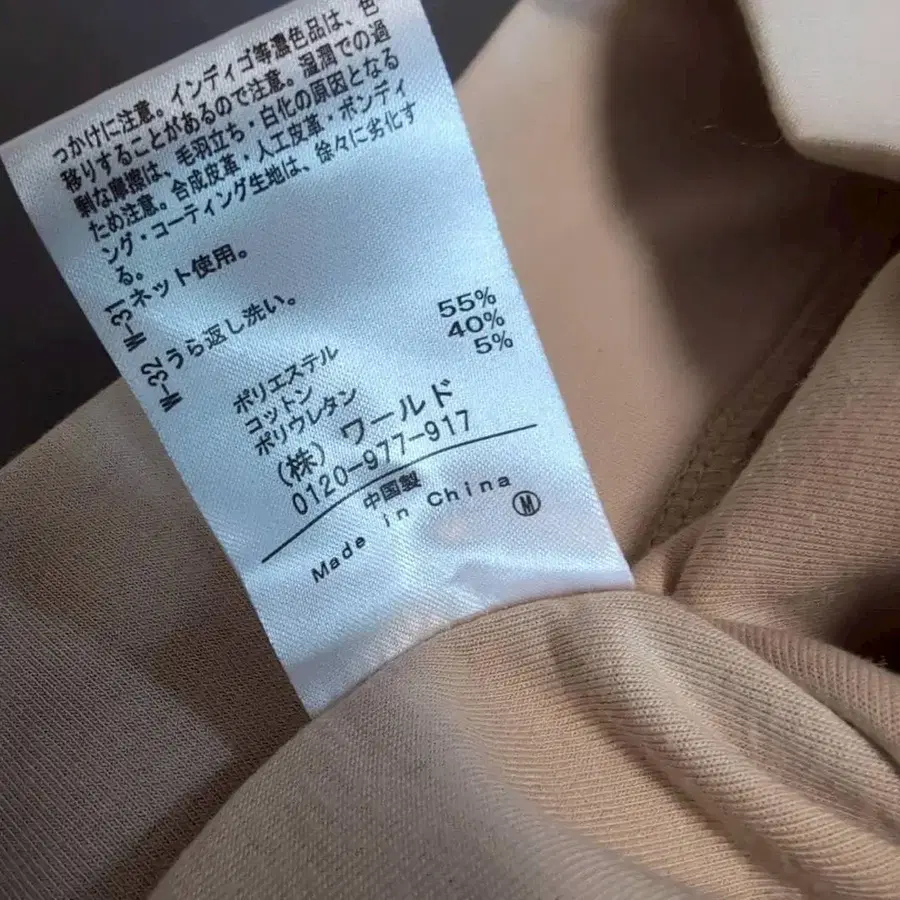 っかけに注意。インディゴ等濃色品は、色
移りすることがあるので注意。湿潤での過
剰な摩擦は、毛羽立ち・白化の原因となる
ため注意。合成皮革・人工皮革・ボンディ
ング・コーティング生地は、徐々に劣化す
る。
W-31 ネット使用。
W-32 うら返し洗い。
ポリエステル 55%
コットン 40%
ポリウレタン 5%
(株) ワールド
0120-977-917
中国製
Made in China
M